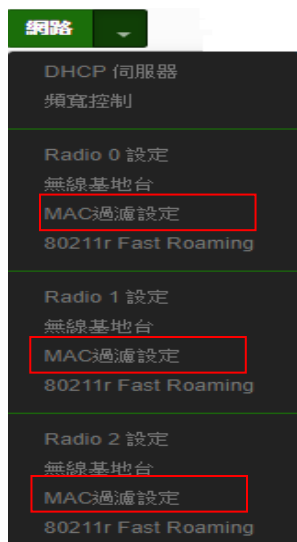 網路
DHCP 伺服器
頻寬控制
Radio 0 設定
無線基地台
MAC過濾設定
80211r Fast Roaming
Radio 1 設定
無線基地台
MAC過濾設定
80211r Fast Roaming
Radio 2 設定
無線基地台
MAC過濾設定
80211r Fast Roaming